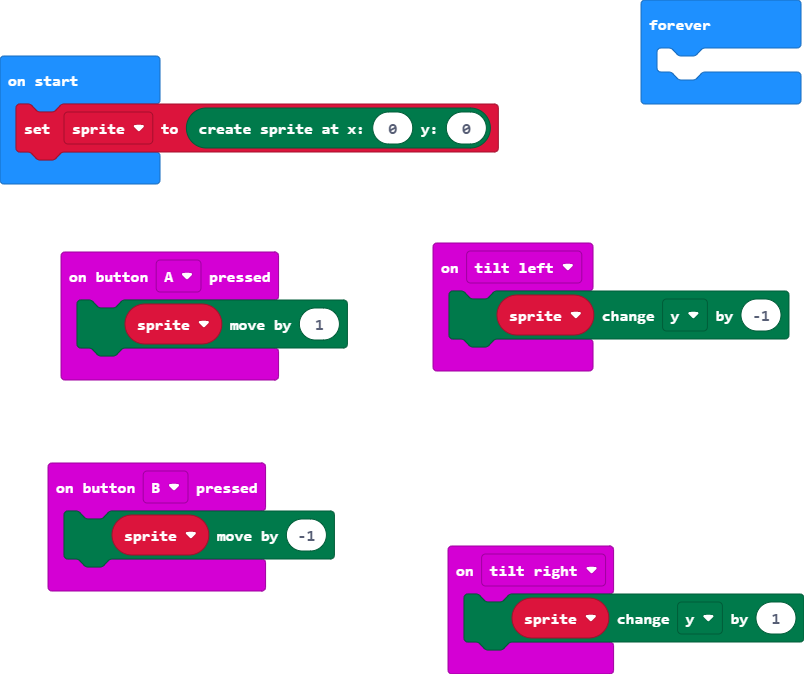 forever
on start
set sprite to create sprite at x: 0 y: 0
on button A pressed
sprite move by 1
on tilt left
sprite change y by -1
on button B pressed
sprite move by -1
on tilt right
sprite change y by 1